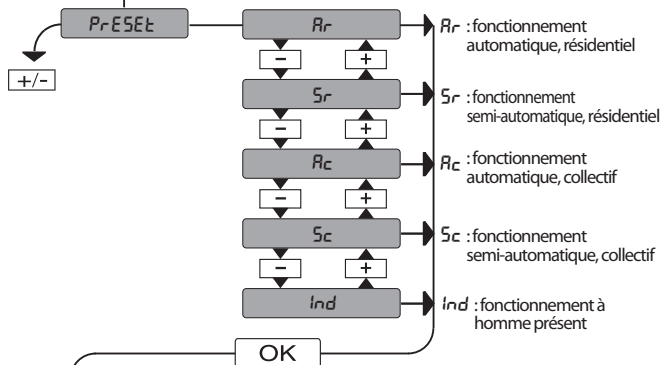 PrESEt
+/-
Ar
Ar : fonctionnement
automatique, résidentiel
- +
Sr
Sr : fonctionnement
semi-automatique, résidentiel
- +
Ac
Ac : fonctionnement
automatique, collectif
- +
Sc
Sc : fonctionnement
semi-automatique, collectif
- +
Ind
Ind : fonctionnement à
homme présent
OK